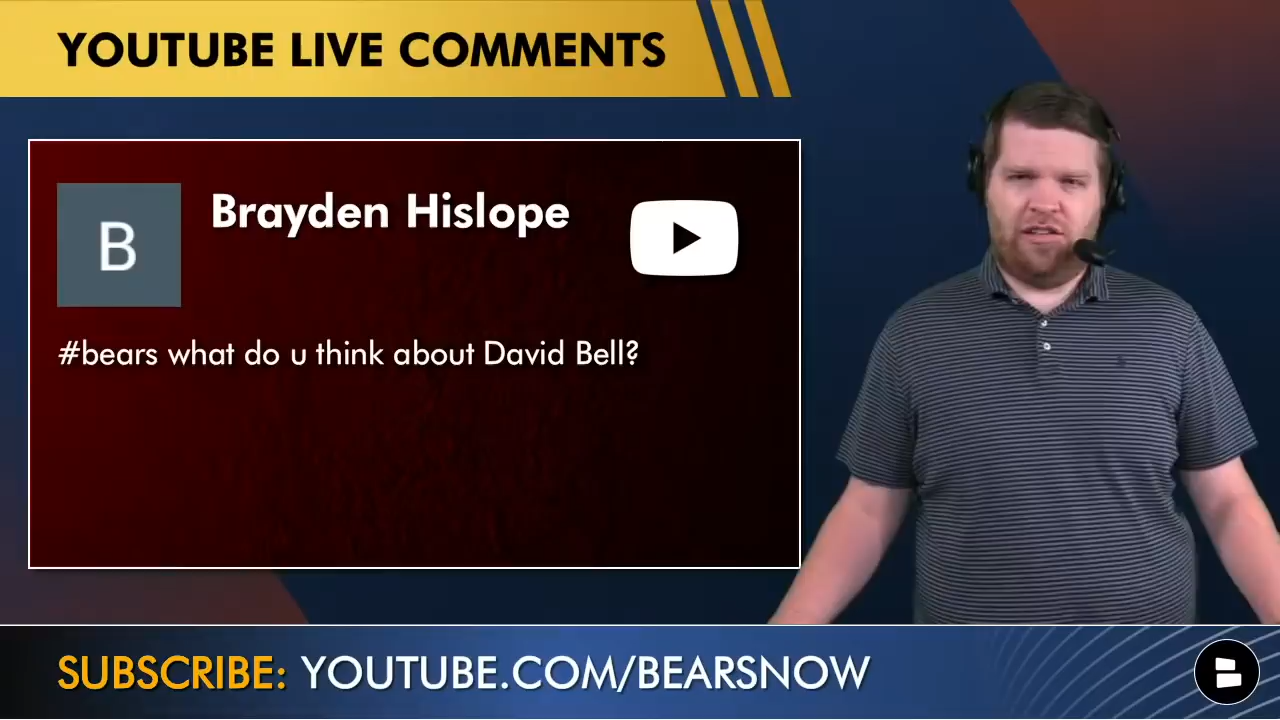 YOUTUBE LIVE COMMENTS
B
Brayden Hislope
#bears what do u think about David Bell?
SUBSCRIBE: YOUTUBE.COM/BEARSNOW